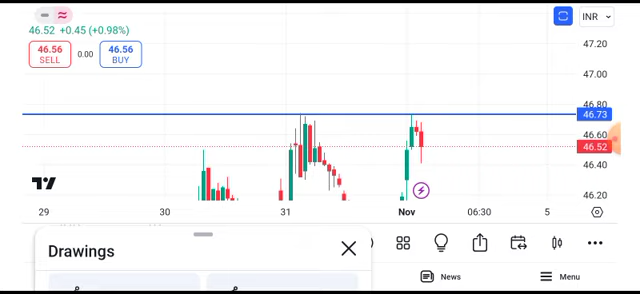 INR
46.52 +0.45 (+0.98%)
46.56
SELL
0.00
46.56
BUY
47.20
47.00
46.80
46.73
46.60
46.52
46.40
46.20
29
30
31
Nov
06:30
5
Drawings
News
Menu